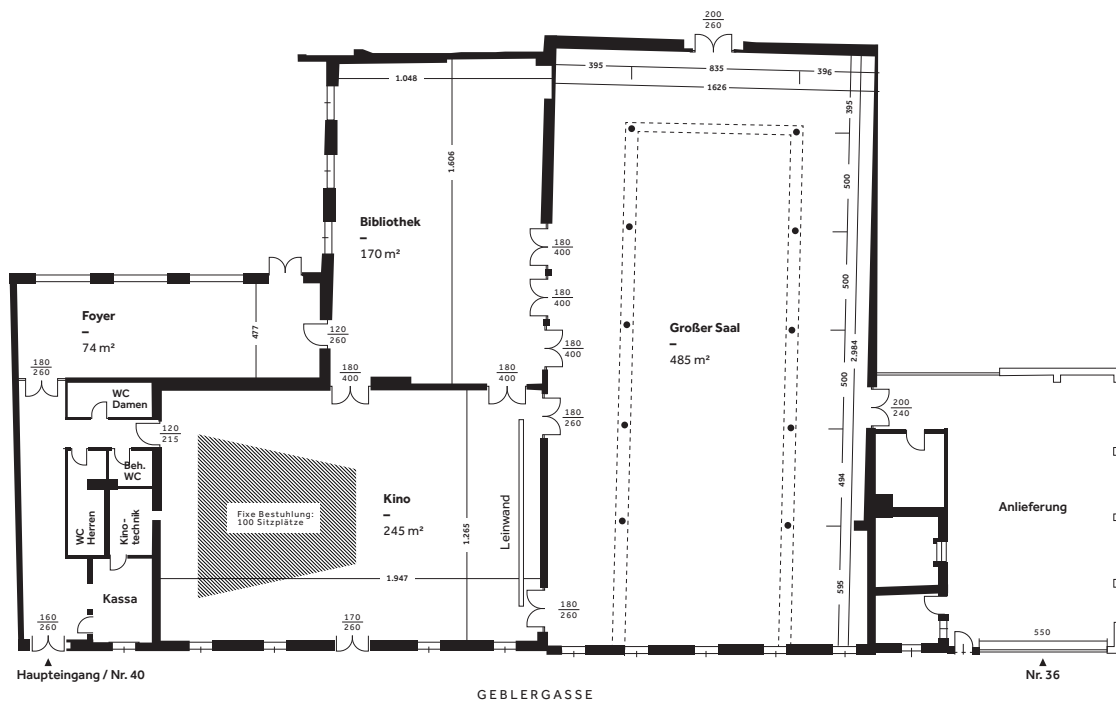 200
260
395
835
396
1626
1.048
395
1.606
500
Bibliothek
–
170 m²
180
400
180
400
500
Foyer
–
74 m²
477
120
260
Großer Saal
–
485 m²
180
400
2.984
180
260
180
400
180
400
500
WC
Damen
200
240
180
260
120
215
1.265
494
Beh.
WC
WC
Herren
Kino-
technik
Fixe Bestuhlung:
100 Sitzplätze
Kino
–
245 m²
Leinwand
Anlieferung
1.947
595
Kassa
180
260
160
260
170
260
550
Haupteingang / Nr. 40
Nr. 36
GEBLERGASSE